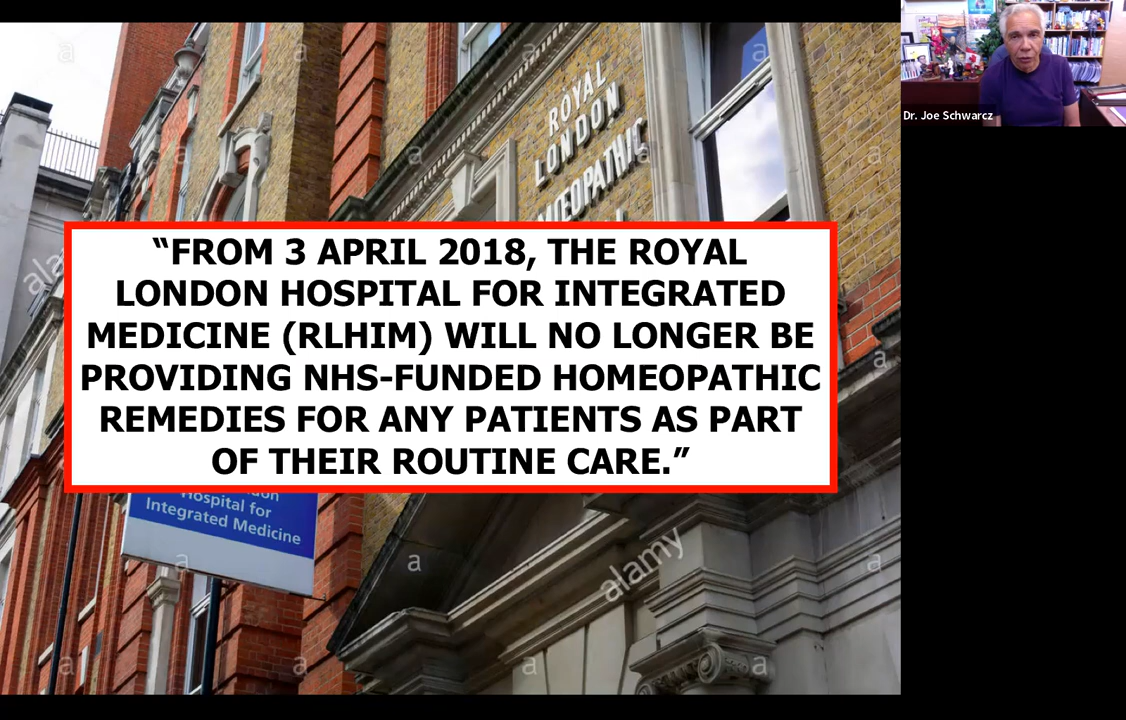 Dr. Joe Schwarcz
ROYAL
LONDON
HOMŒOPATHIC
“FROM 3 APRIL 2018, THE ROYAL
LONDON HOSPITAL FOR INTEGRATED
MEDICINE (RLHIM) WILL NO LONGER BE
PROVIDING NHS-FUNDED HOMEOPATHIC
REMEDIES FOR ANY PATIENTS AS PART
OF THEIR ROUTINE CARE.”
Hospital for
Integrated Medicine
alamy